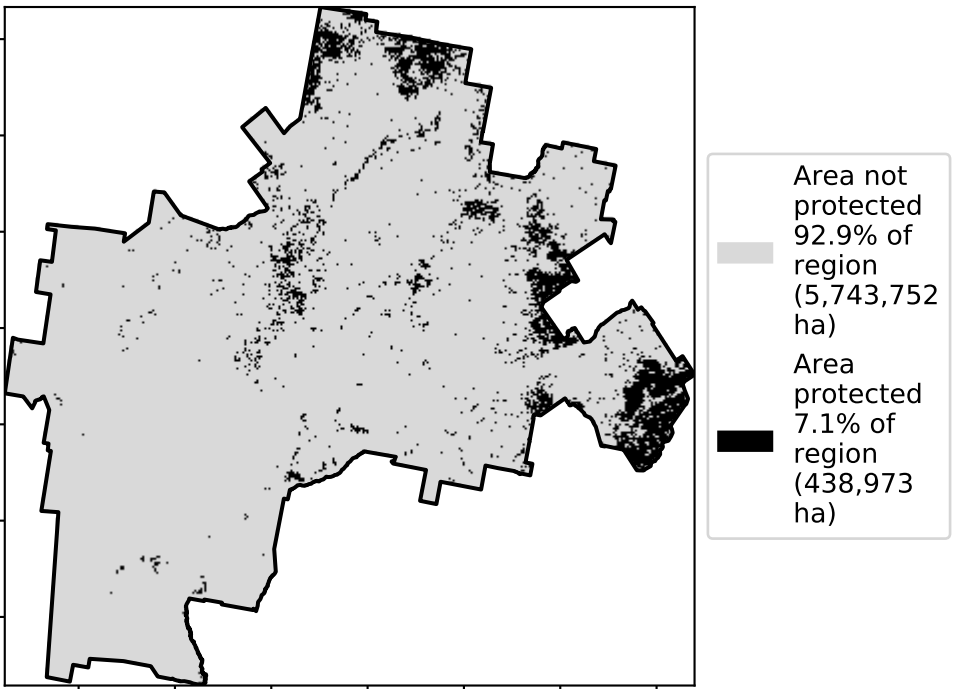 Area not
protected
92.9% of
region
(5,743,752
ha)
Area
protected
7.1% of
region
(438,973
ha)